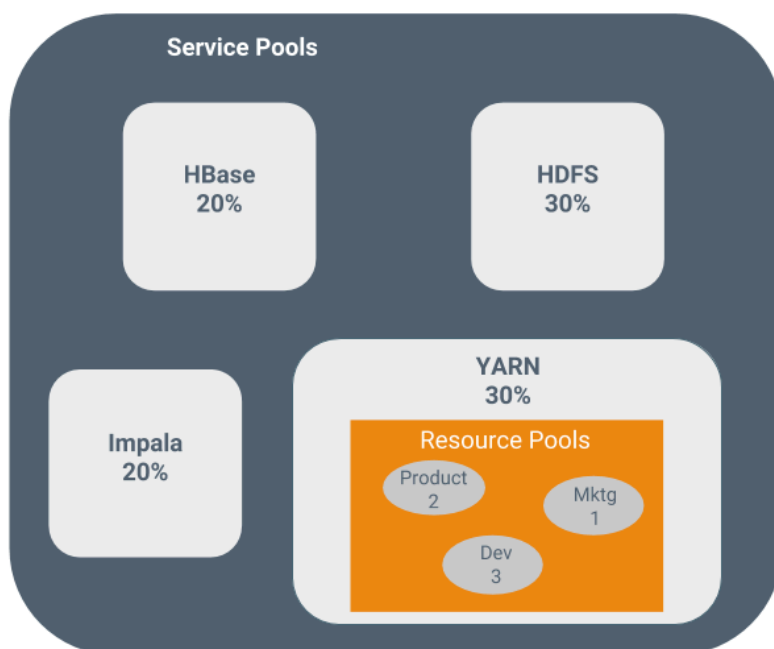 Service Pools
HBase
20%
HDFS
30%
Impala
20%
YARN
30%
Resource Pools
Product
2
Mktg
1
Dev
3